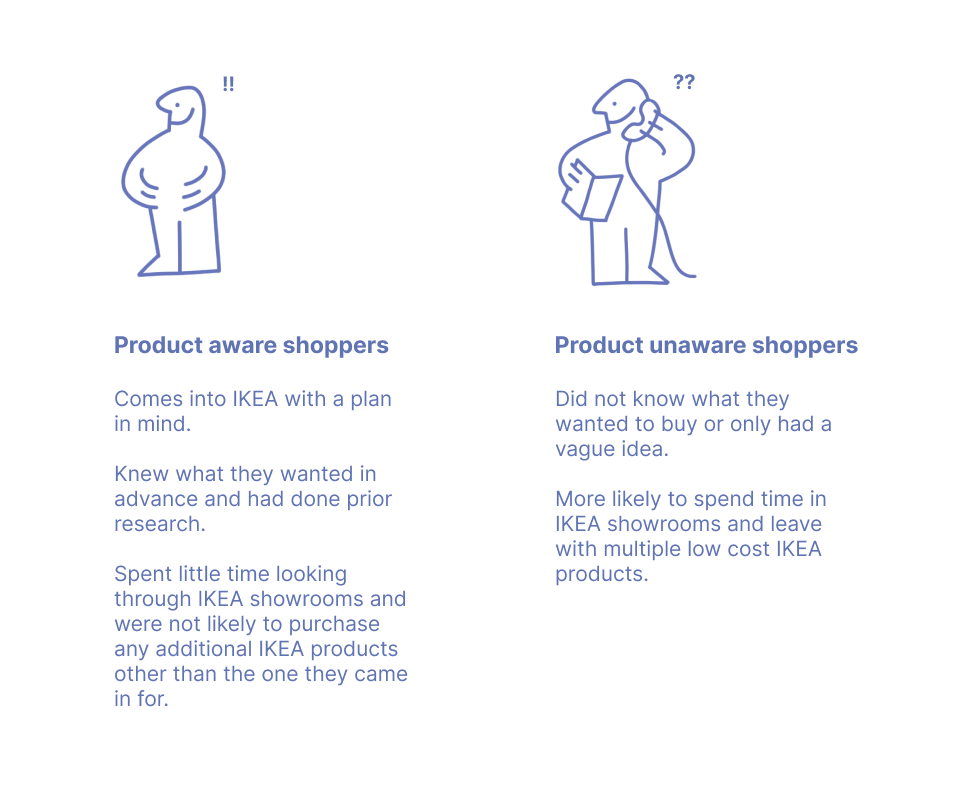 !!
??
Product aware shoppers
Comes into IKEA with a plan
in mind.
Knew what they wanted in
advance and had done prior
research.
Spent little time looking
through IKEA showrooms and
were not likely to purchase
any additional IKEA products
other than the one they came
in for.
Product unaware shoppers
Did not know what they
wanted to buy or only had a
vague idea.
More likely to spend time in
IKEA showrooms and leave
with multiple low cost IKEA
products.